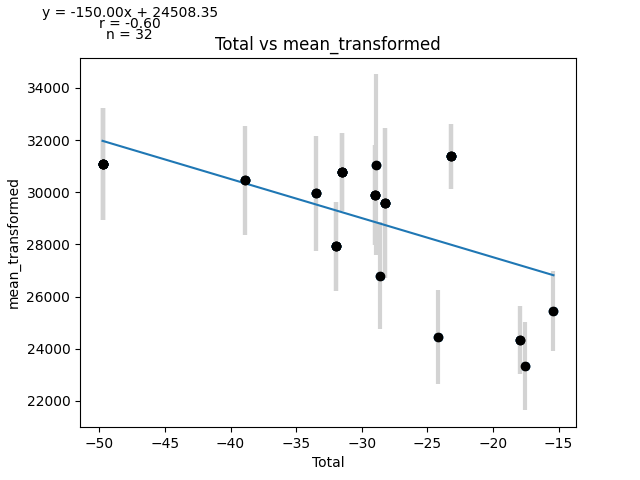 y = -150.00x + 24508.35
r = -0.60
n = 32
Total vs mean_transformed
mean_transformed
34000
32000
30000
28000
26000
24000
22000
−50
−45
−40
−35
−30
−25
−20
−15
Total